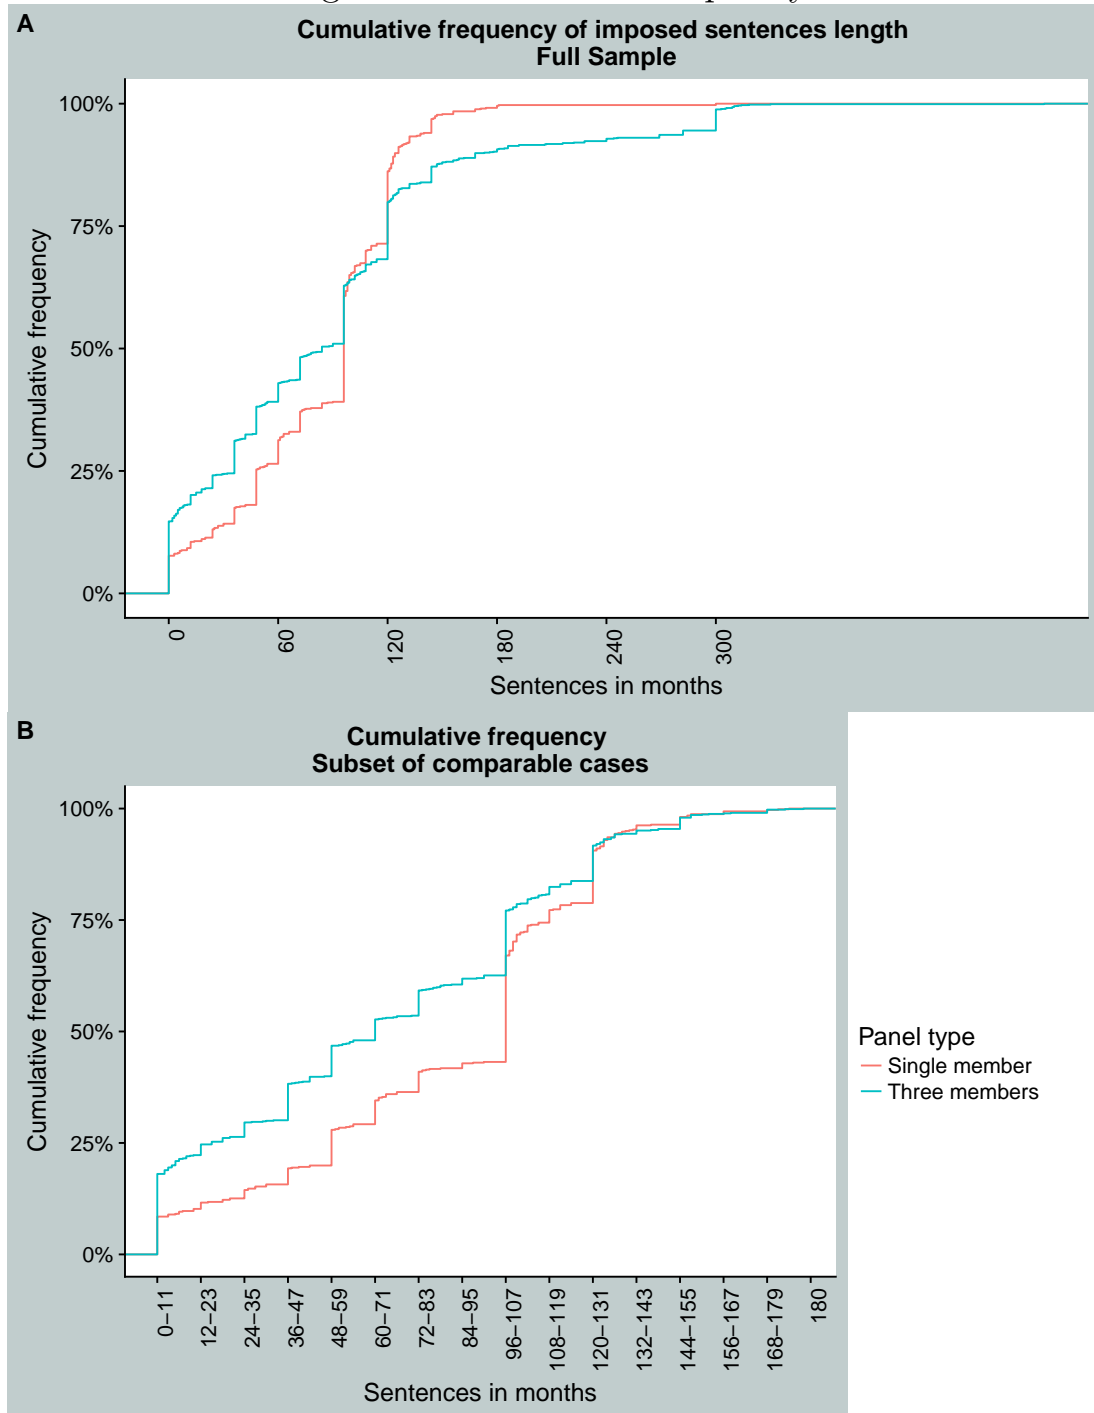 A
Cumulative frequency of imposed sentences length
Full Sample
100%
75%
50%
25%
0%
Cumulative frequency
0
60
120
180
240
300
Sentences in months
B
Cumulative frequency
Subset of comparable cases
100%
75%
50%
25%
0%
Cumulative frequency
0−11
12−23
24−35
36−47
48−59
60−71
72−83
84−95
96−107
108−119
120−131
132−143
144−155
156−167
168−179
180
Sentences in months
Panel type
Single member
Three members